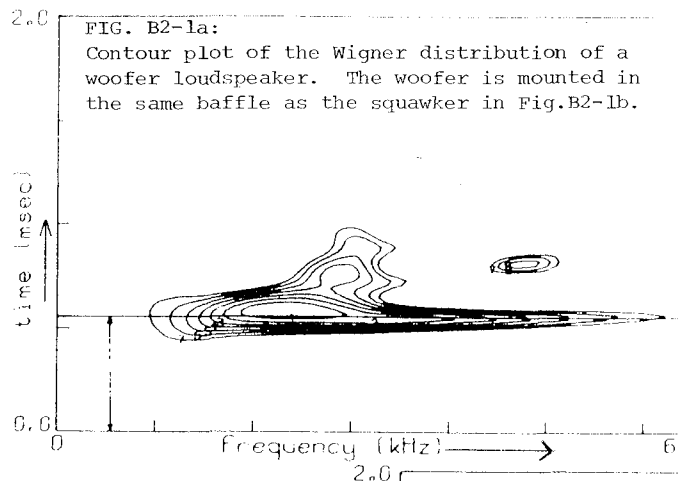 2.0
FIG. B2-1a:
Contour plot of the Wigner distribution of a
woofer loudspeaker. The woofer is mounted in
the same baffle as the squawker in Fig.B2-1b.
time (msec)
0.0
0
frequency (kHz)
6
2.0